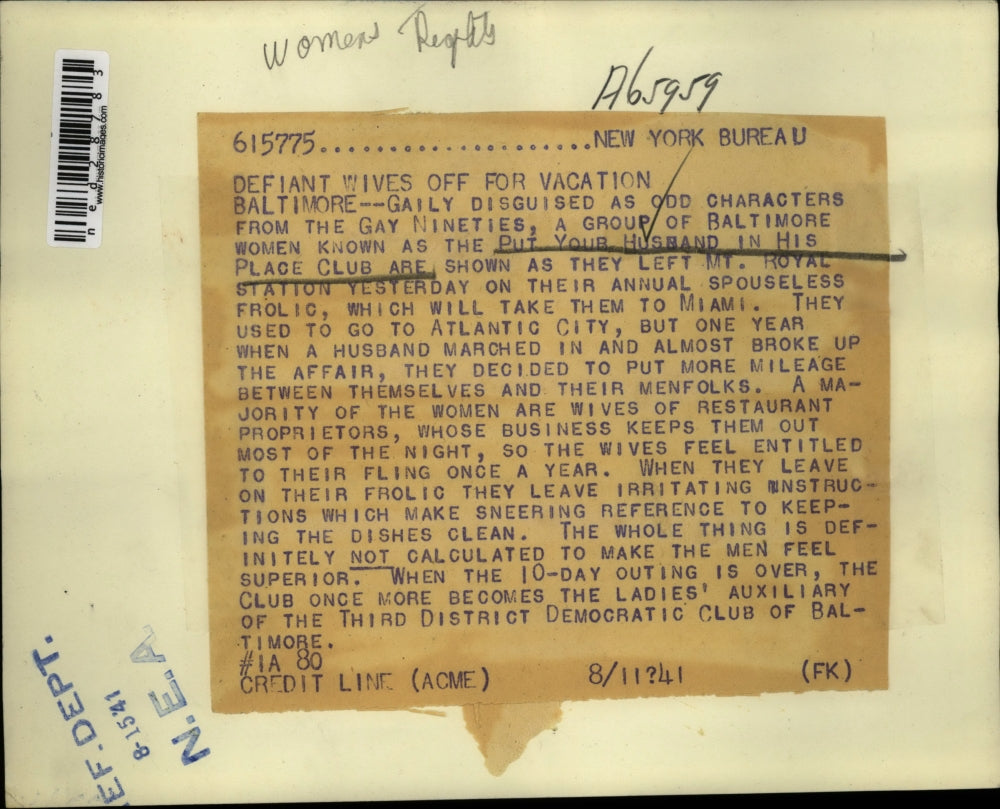 Womens Rights
A65959
ned28783
www.historicimages.com
615775.....................NEW YORK BUREAU
DEFIANT WIVES OFF FOR VACATION
BALTIMORE--GAILY DISGUISED AS ODD CHARACTERS
FROM THE GAY NINETIES, A GROUP OF BALTIMORE
WOMEN KNOWN AS THE PUT YOUR HUSBAND IN HIS
PLACE CLUB ARE SHOWN AS THEY LEFT MT. ROYAL
STATION YESTERDAY ON THEIR ANNUAL SPOUSELESS
FROLIC, WHICH WILL TAKE THEM TO MIAMI. THEY
USED TO GO TO ATLANTIC CITY, BUT ONE YEAR
WHEN A HUSBAND MARCHED IN AND ALMOST BROKE UP
THE AFFAIR, THEY DECIDED TO PUT MORE MILEAGE
BETWEEN THEMSELVES AND THEIR MENFOLKS. A MA-
JORITY OF THE WOMEN ARE WIVES OF RESTAURANT
PROPRIETORS, WHOSE BUSINESS KEEPS THEM OUT
MOST OF THE NIGHT, SO THE WIVES FEEL ENTITLED
TO THEIR FLING ONCE A YEAR. WHEN THEY LEAVE
ON THEIR FROLIC THEY LEAVE IRRITATING INSTRUC-
TIONS WHICH MAKE SNEERING REFERENCE TO KEEP-
ING THE DISHES CLEAN. THE WHOLE THING IS DEF-
INITELY NOT CALCULATED TO MAKE THE MEN FEEL
SUPERIOR. WHEN THE 10-DAY OUTING IS OVER, THE
CLUB ONCE MORE BECOMES THE LADIES' AUXILIARY
OF THE THIRD DISTRICT DEMOCRATIC CLUB OF BAL-
TIMORE.
#1A 80
CREDIT LINE (ACME) 8/11?41 (FK)
EF. DEPT.
8-15-41
N.E.A.